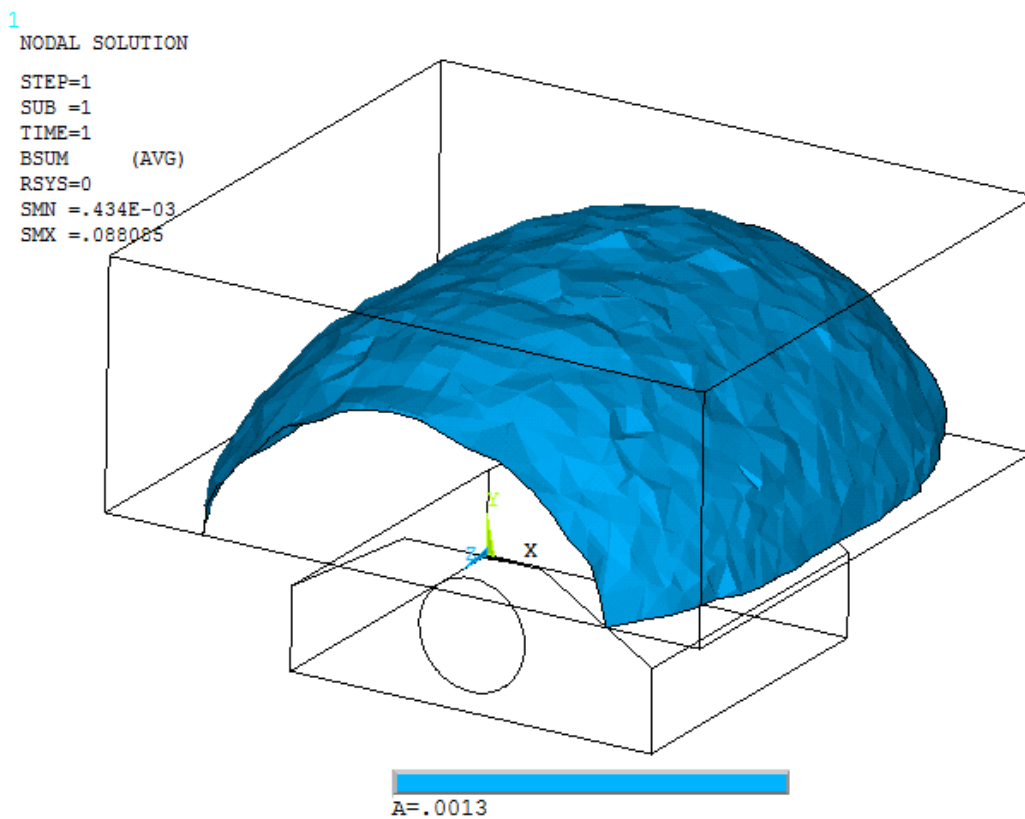 1
NODAL SOLUTION
STEP=1
SUB =1
TIME=1
BSUM (AVG)
RSYS=0
SMN =.434E-03
SMX =.088085
Y
Z X
A=.0013